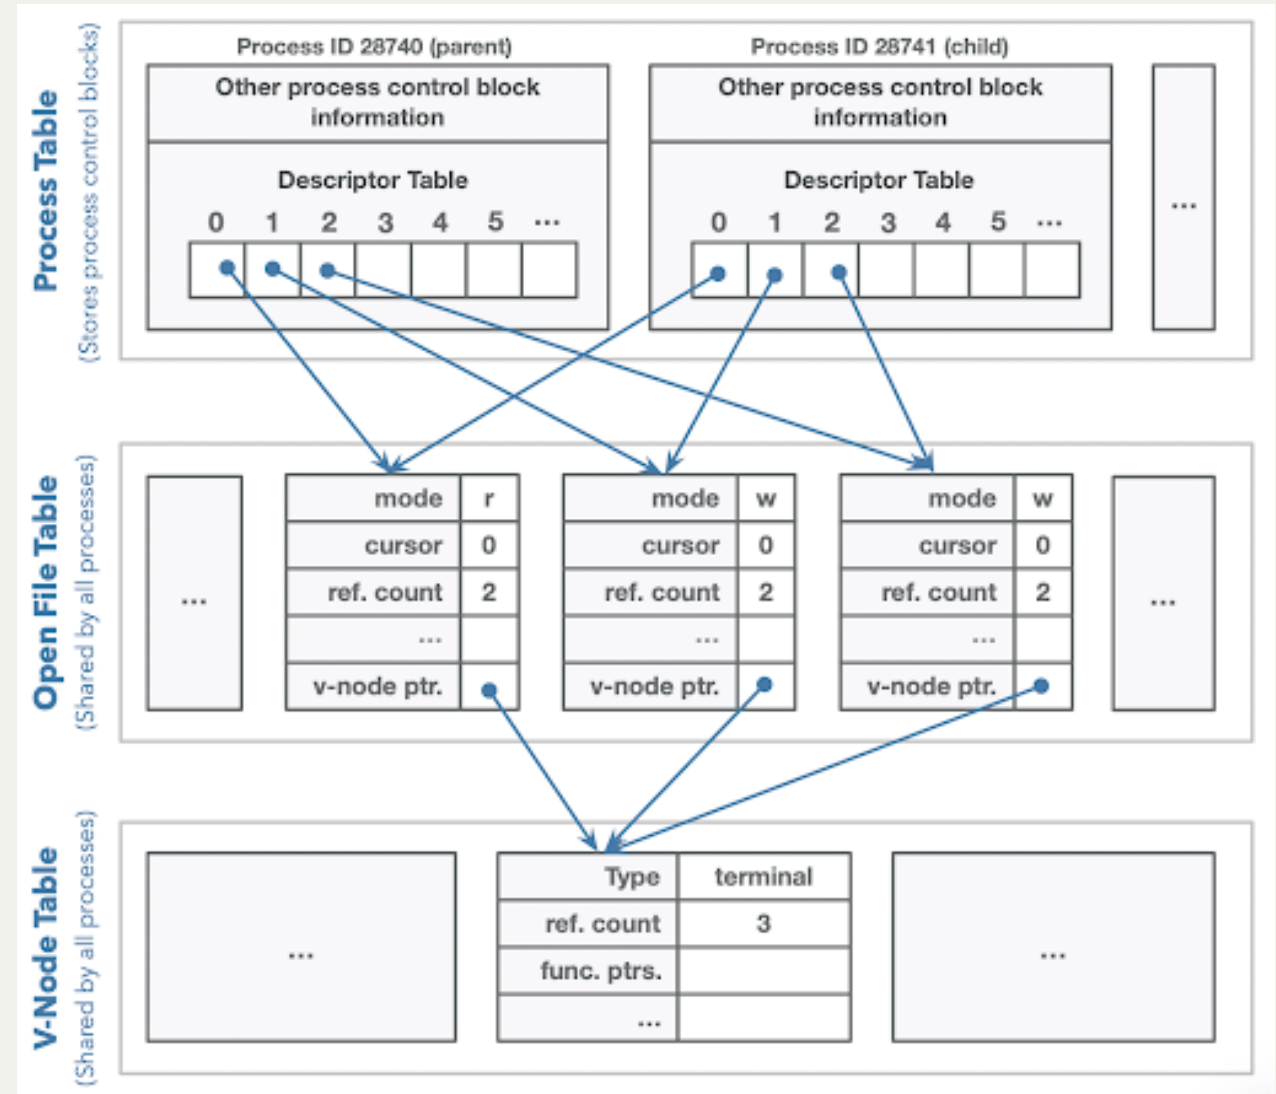 Process Table
(Stores process control blocks)
Process ID 28740 (parent)
Other process control block
information
Descriptor Table
0 1 2 3 4 5 ...
Process ID 28741 (child)
Other process control block
information
Descriptor Table
0 1 2 3 4 5 ...
...
Open File Table
(Shared by all processes)
...
mode r
cursor 0
ref. count 2
...
v-node ptr.
mode w
cursor 0
ref. count 2
...
v-node ptr.
mode w
cursor 0
ref. count 2
...
v-node ptr.
...
V-Node Table
(Shared by all processes)
...
Type terminal
ref. count 3
func. ptrs.
...
...